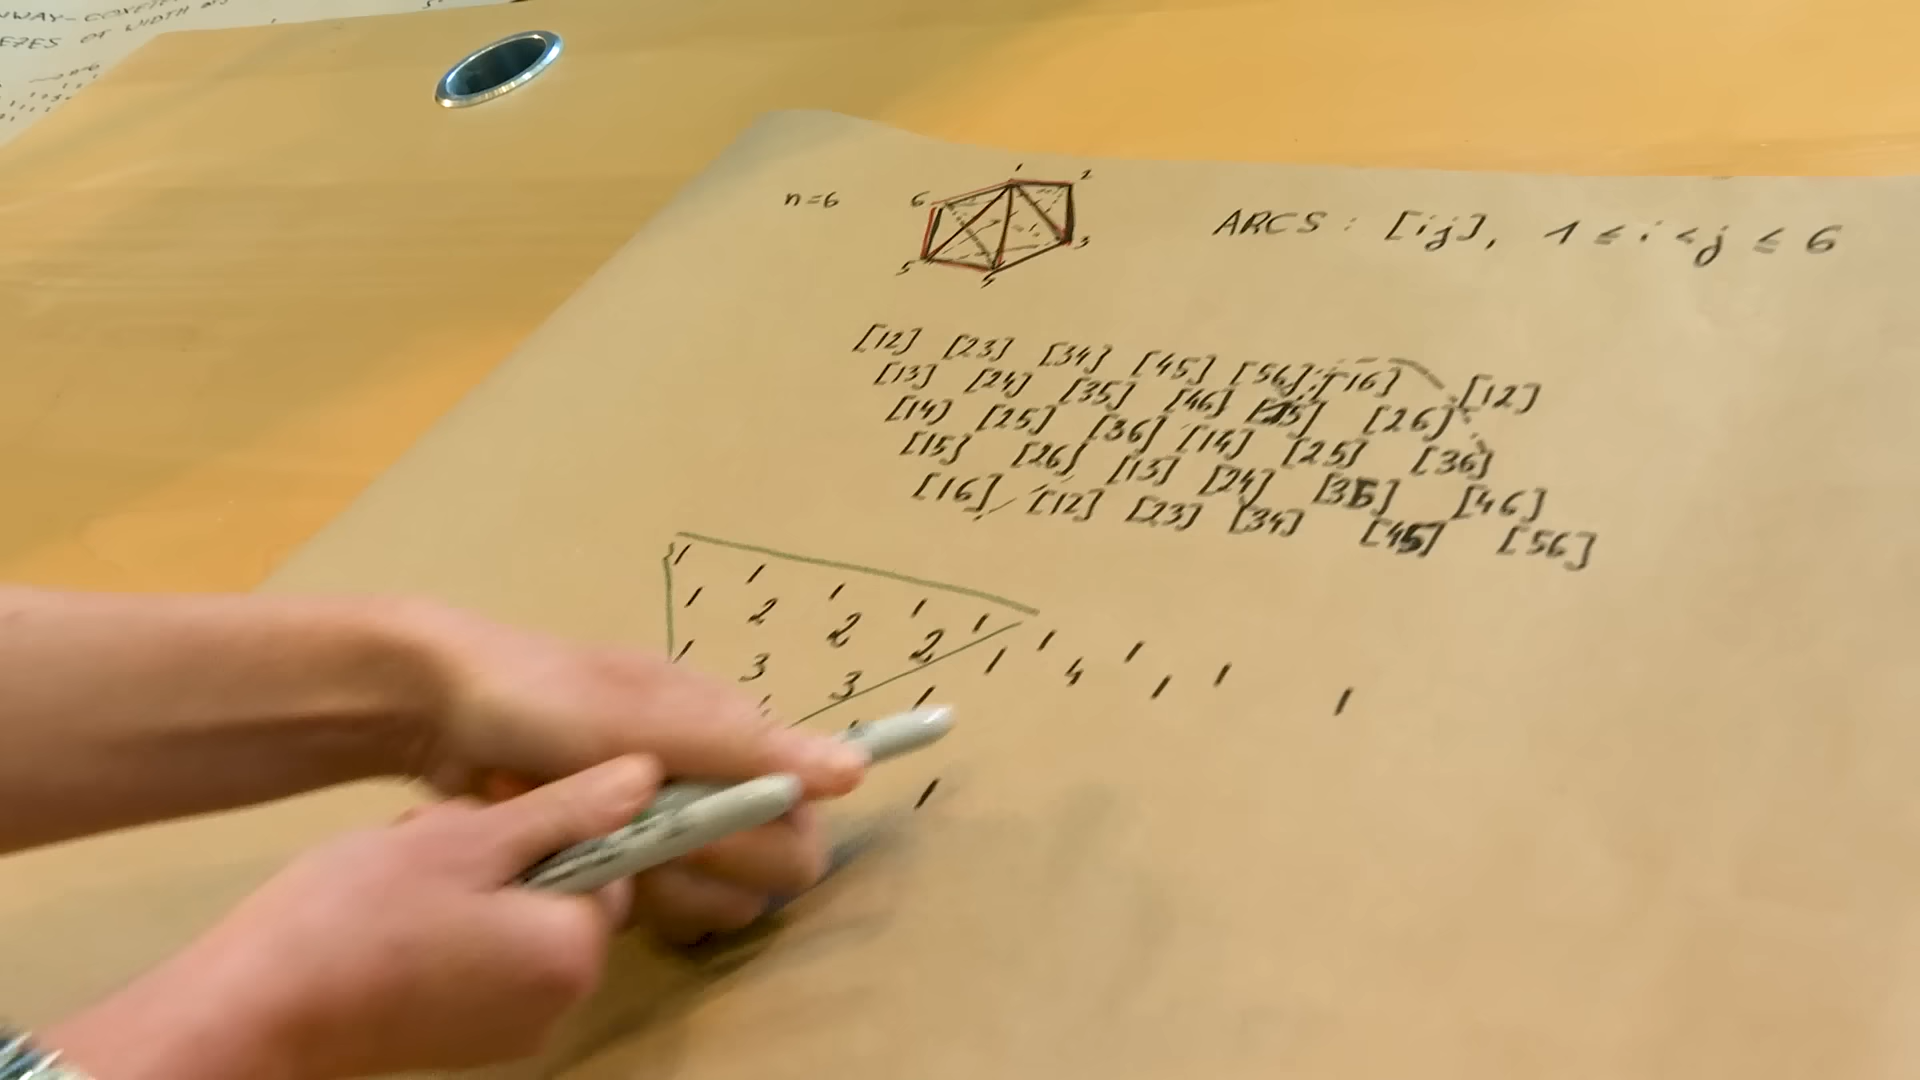 n=6
1 2
6
3
5
ARCS : [ij], 1 ≤ i < j ≤ 6
[12] [23] [34] [45] [56] [16] [12]
[13] [24] [35] [46] [26]
[14] [25] [36] [14] [25] [36]
[15] [26] [13] [24] [35] [46]
[16] [12] [23] [34] [45] [56]
1 1 1 1 1 1 1 1 1
1 2 2 2 1 4 1
1 3 3 1
1